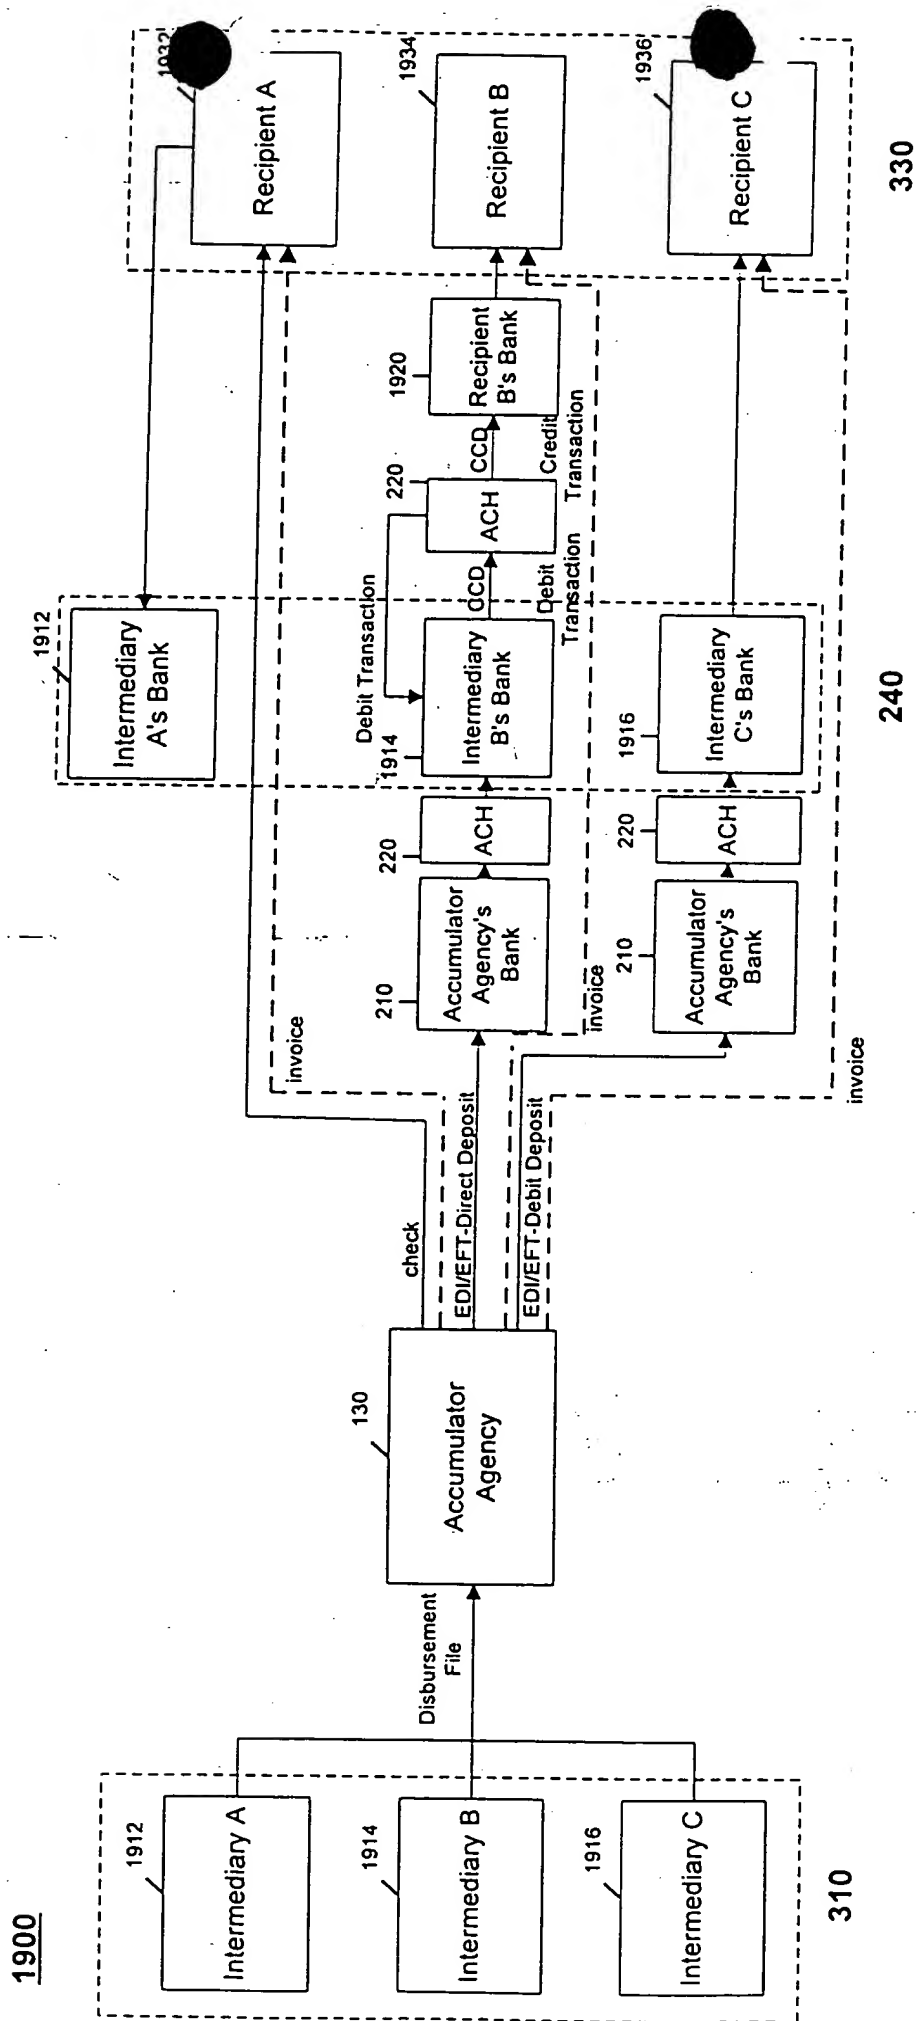 1900
1912
Intermediary A
1914
Intermediary B
1916
Intermediary C
310
Disbursement
File
130
Accumulator
Agency
check
invoice
EDI/EFT-Direct Deposit
EDI/EFT-Debit Deposit
invoice
invoice
210
Accumulator
Agency's
Bank
220
ACH
210
Accumulator
Agency's
Bank
220
ACH
1912
Intermediary
A's Bank
1914
Intermediary
B's Bank
Debit Transaction
1916
Intermediary
C's Bank
240
CCD
Debit
Transaction
220
ACH
CCD
Credit
Transaction
1920
Recipient
B's Bank
1932
Recipient A
1934
Recipient B
1936
Recipient C
330